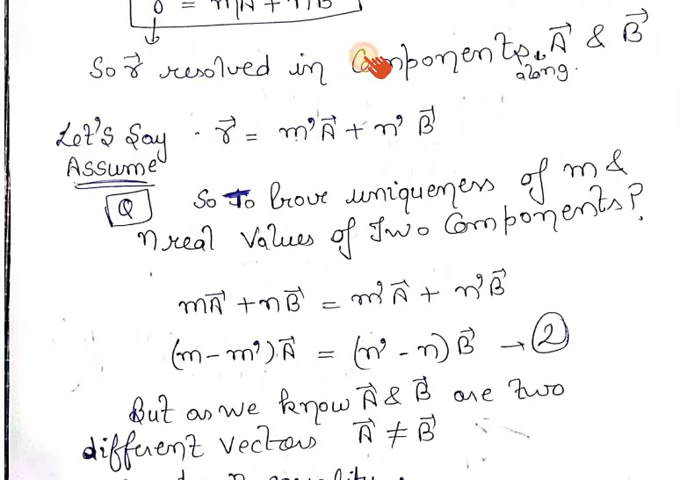 So r⃗ resolved in Components along A⃗ & B⃗
Let's Say r⃗ = m'A⃗ + n' B⃗
Assume
Q So To Prove uniqueness of m &
n real Values of Two Components?
mA⃗ + nB⃗ = m'A⃗ + n'B⃗
(m - m')A⃗ = (n' - n)B⃗ → 2
But as we know A⃗ & B⃗ are two
different vectors A⃗ ≠ B⃗